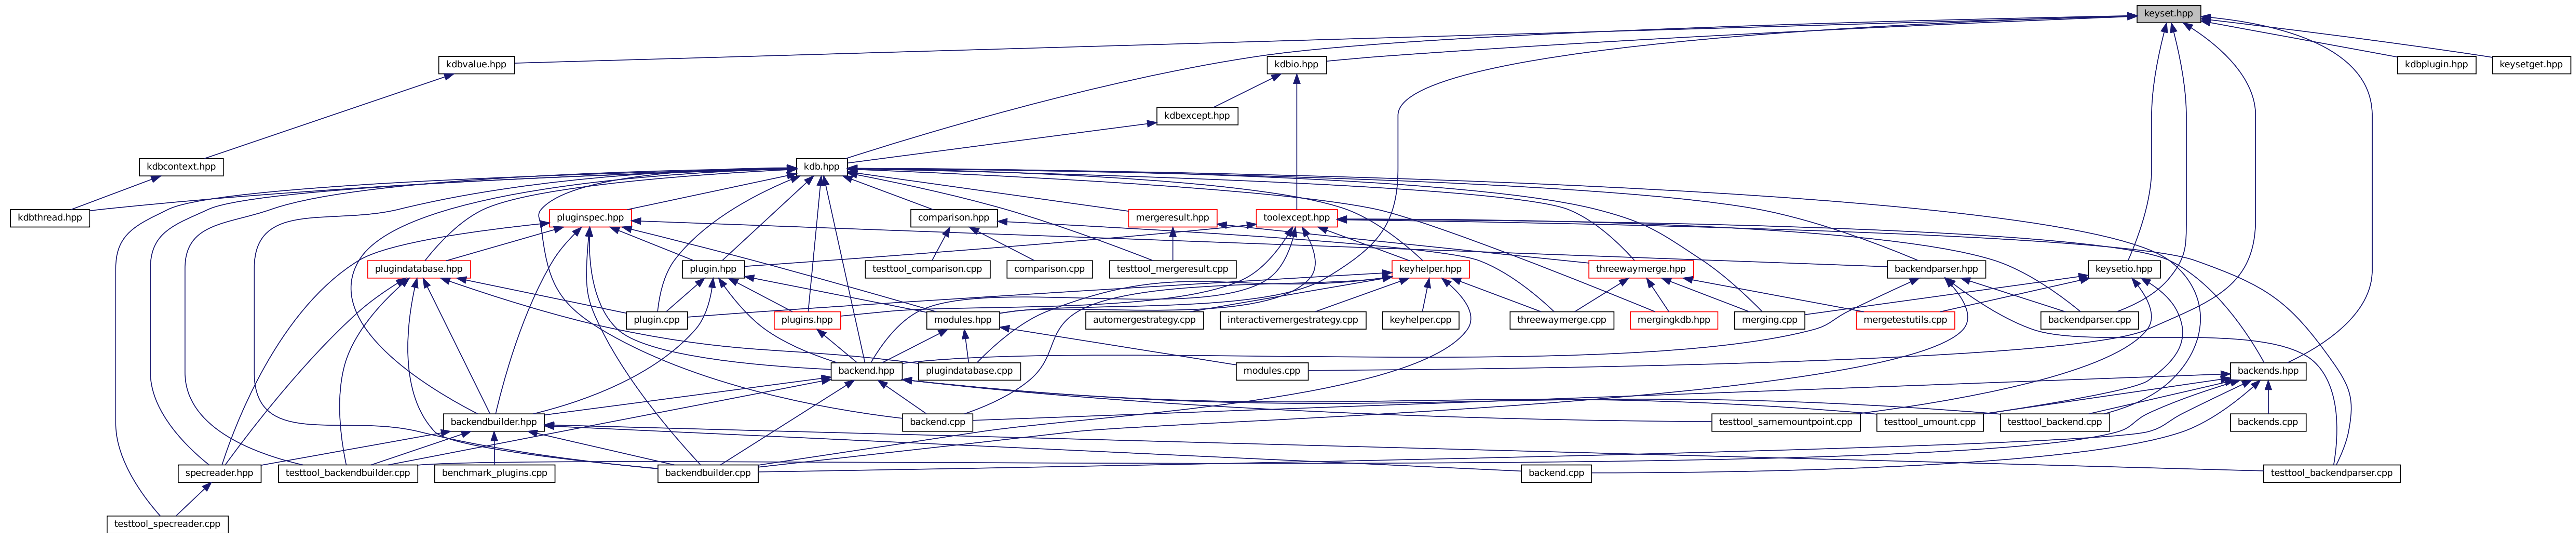 keyset.hpp
kdbvalue.hpp
kdbio.hpp
kdbplugin.hpp
keysetget.hpp
kdbexcept.hpp
kdbcontext.hpp
kdb.hpp
kdbthread.hpp
pluginspec.hpp
comparison.hpp
mergeresult.hpp
toolexcept.hpp
plugindatabase.hpp
plugin.hpp
testtool_comparison.cpp
comparison.cpp
testtool_mergeresult.cpp
keyhelper.hpp
threewaymerge.hpp
backendparser.hpp
keysetio.hpp
plugin.cpp
plugins.hpp
modules.hpp
automergestrategy.cpp
interactivemergestrategy.cpp
keyhelper.cpp
threewaymerge.cpp
mergingkdb.hpp
merging.cpp
mergetestutils.cpp
backendparser.cpp
backend.hpp
plugindatabase.cpp
modules.cpp
backends.hpp
backendbuilder.hpp
backend.cpp
testtool_samemountpoint.cpp
testtool_umount.cpp
testtool_backend.cpp
backends.cpp
specreader.hpp
testtool_backendbuilder.cpp
benchmark_plugins.cpp
backendbuilder.cpp
backend.cpp
testtool_backendparser.cpp
testtool_specreader.cpp